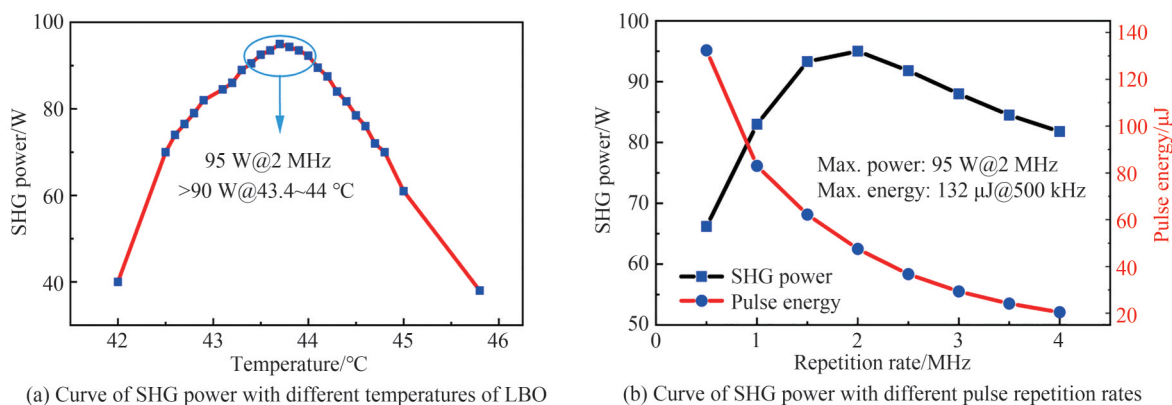 100
80
60
40
SHG power/W
95 W@2 MHz
>90 W@43.4~44 ℃
42
43
44
45
46
Temperature/℃
(a) Curve of SHG power with different temperatures of LBO
100
90
80
70
60
50
SHG power/W
140
120
100
80
60
40
20
Pulse energy/μJ
Max. power: 95 W@2 MHz
Max. energy: 132 μJ@500 kHz
SHG power
Pulse energy
0
1
2
3
4
Repetition rate/MHz
(b) Curve of SHG power with different pulse repetition rates